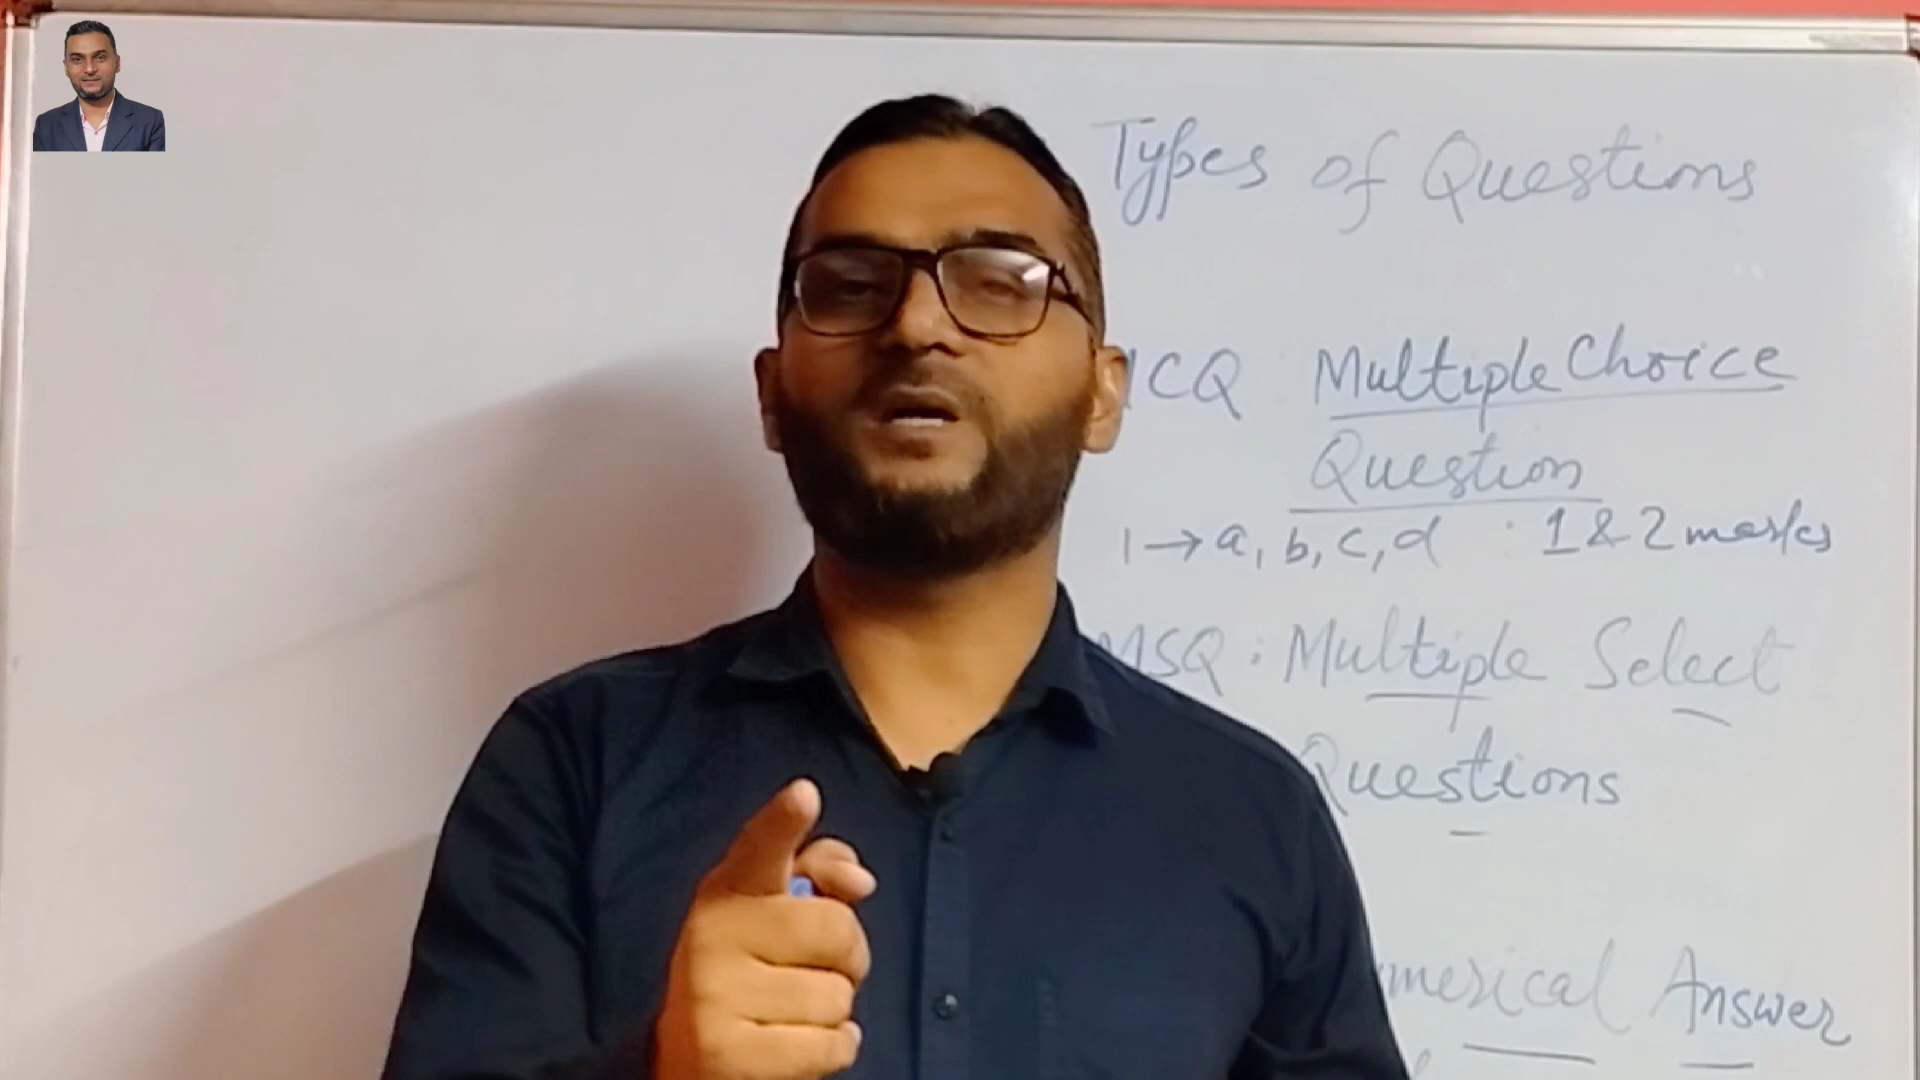 Types of Questions
MCQ Multiple Choice
Question
1 → a, b, c, d : 1 & 2 marks
MSQ : Multiple Select
Questions
Answer